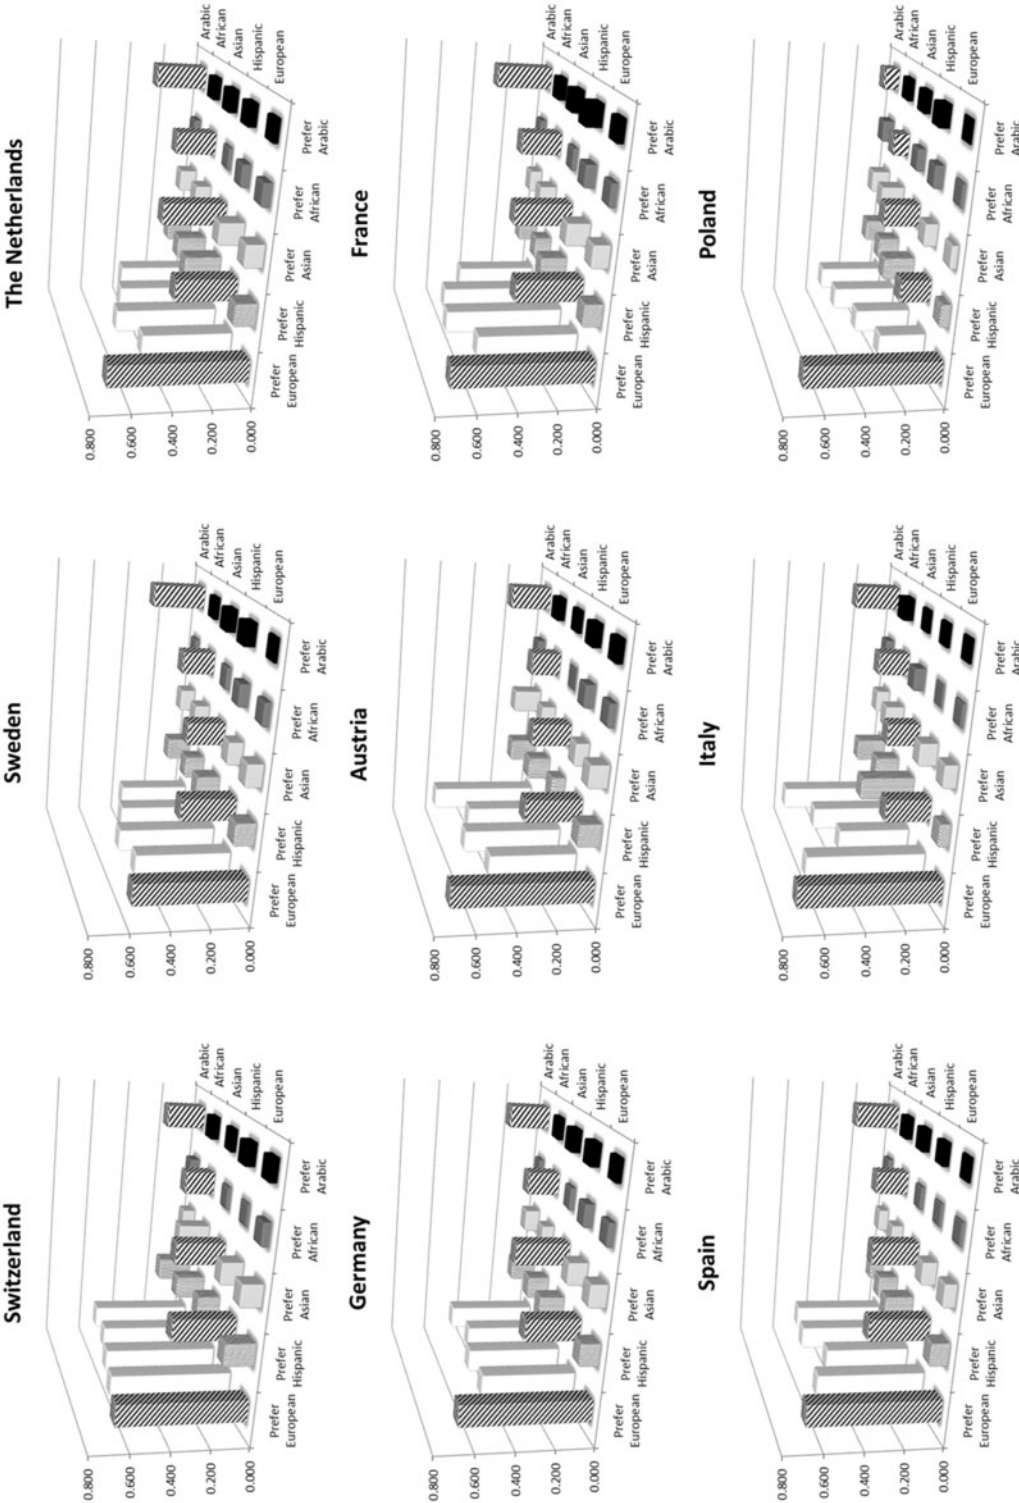 Switzerland
0.800
0.600
0.400
0.200
0.000
Arabic
African
Asian
Hispanic
European
Prefer
European
Prefer
Hispanic
Prefer
Asian
Prefer
African
Prefer
Arabic
Sweden
0.800
0.600
0.400
0.200
0.000
Arabic
African
Asian
Hispanic
European
Prefer
European
Prefer
Hispanic
Prefer
Asian
Prefer
African
Prefer
Arabic
The Netherlands
0.800
0.600
0.400
0.200
0.000
Arabic
African
Asian
Hispanic
European
Prefer
European
Prefer
Hispanic
Prefer
Asian
Prefer
African
Prefer
Arabic
Germany
0.800
0.600
0.400
0.200
0.000
Arabic
African
Asian
Hispanic
European
Prefer
European
Prefer
Hispanic
Prefer
Asian
Prefer
African
Prefer
Arabic
Austria
0.800
0.600
0.400
0.200
0.000
Arabic
African
Asian
Hispanic
European
Prefer
European
Prefer
Hispanic
Prefer
Asian
Prefer
African
Prefer
Arabic
France
0.800
0.600
0.400
0.200
0.000
Arabic
African
Asian
Hispanic
European
Prefer
European
Prefer
Hispanic
Prefer
Asian
Prefer
African
Prefer
Arabic
Spain
0.800
0.600
0.400
0.200
0.000
Arabic
African
Asian
Hispanic
European
Prefer
European
Prefer
Hispanic
Prefer
Asian
Prefer
African
Prefer
Arabic
Italy
0.800
0.600
0.400
0.200
0.000
Arabic
African
Asian
Hispanic
European
Prefer
European
Prefer
Hispanic
Prefer
Asian
Prefer
African
Prefer
Arabic
Poland
0.800
0.600
0.400
0.200
0.000
Arabic
African
Asian
Hispanic
European
Prefer
European
Prefer
Hispanic
Prefer
Asian
Prefer
African
Prefer
Arabic